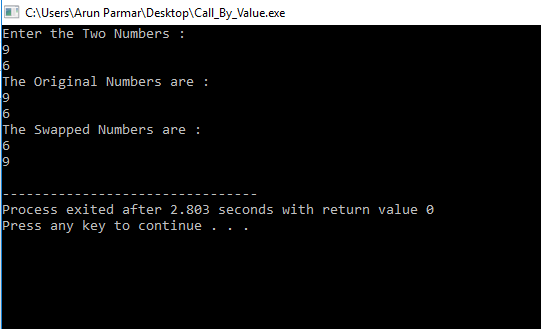 C:\Users\Arun Parmar\Desktop\Call_By_Value.exe
Enter the Two Numbers :
9
6
The Original Numbers are :
9
6
The Swapped Numbers are :
6
9
--------------------------------
Process exited after 2.803 seconds with return value 0
Press any key to continue . . .